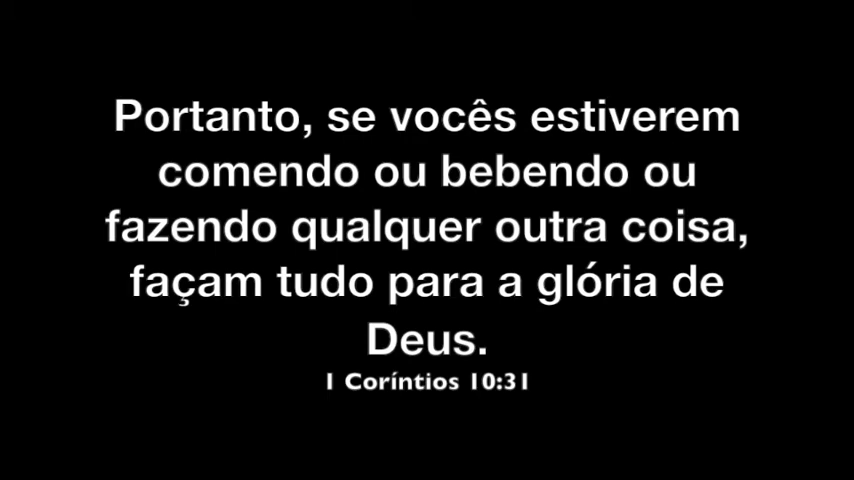 Portanto, se vocês estiverem
comendo ou bebendo ou
fazendo qualquer outra coisa,
façam tudo para a glória de
Deus.
1 Coríntios 10:31